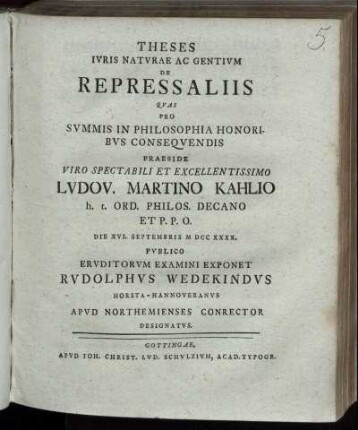 5.
THESES
IVRIS NATVRAE AC GENTIVM
DE
REPRESSALIIS
QVAS
PRO
SVMMIS IN PHILOSOPHIA HONORI-
BVS CONSEQVENDIS
PRAESIDE
VIRO SPECTABILI ET EXCELLENTISSIMO
LVDOV. MARTINO KAHLIO
h. t. ORD. PHILOS. DECANO
ET P. P. O.
DIE XVI. SEPTEMBRIS M DCC XXXX.
PVBLICO
ERVDITORVM EXAMINI EXPONET
RVDOLPHVS WEDEKINDVS
HORSTA-HANNOVERANVS
APVD NORTHEMIENSES CONRECTOR
DESIGNATVS.
GOTTINGAE,
APVD IOH. CHRIST. LVD. SCHVLZIVM, ACAD. TYPOGR.